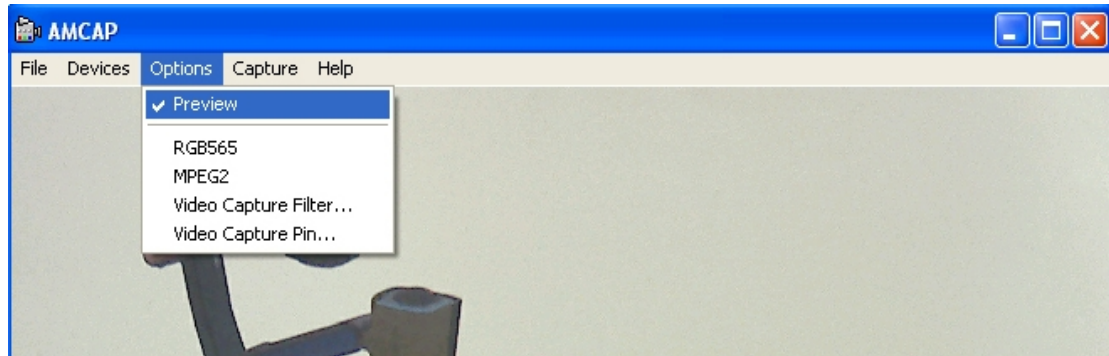 AMCAP
File Devices Options Capture Help
Preview
RGB565
MPEG2
Video Capture Filter...
Video Capture Pin...